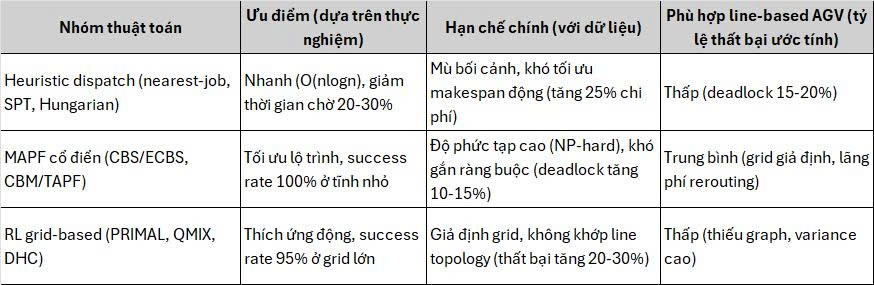 Nhóm thuật toán
Ưu điểm (dựa trên thực
nghiệm)
Hạn chế chính (với dữ liệu)
Phù hợp line-based AGV (tỷ
lệ thất bại ước tính)
Heuristic dispatch (nearest-job,
SPT, Hungarian)
Nhanh (O(nlogn), giảm
thời gian chờ 20-30%
Mù bối cảnh, khó tối ưu
makespan động (tăng 25% chi
phí)
Thấp (deadlock 15-20%)
MAPF cổ điển (CBS/ECBS,
CBM/TAPF)
Tối ưu lộ trình, success
rate 100% ở tĩnh nhỏ
Độ phức tạp cao (NP-hard), khó
gắn ràng buộc (deadlock tăng
10-15%)
Trung bình (grid giả định, lãng
phí rerouting)
RL grid-based (PRIMAL, QMIX,
DHC)
Thích ứng động, success
rate 95% ở grid lớn
Giả định grid, không khớp line
topology (thất bại tăng 20-30%)
Thấp (thiếu graph, variance
cao)